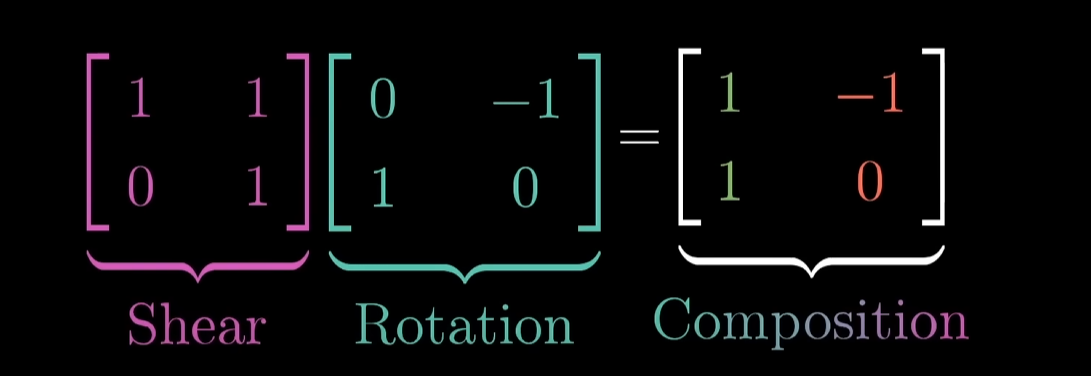 1 1 0 −1 = 1 −1
0 1 1 0 1 0
Shear Rotation Composition